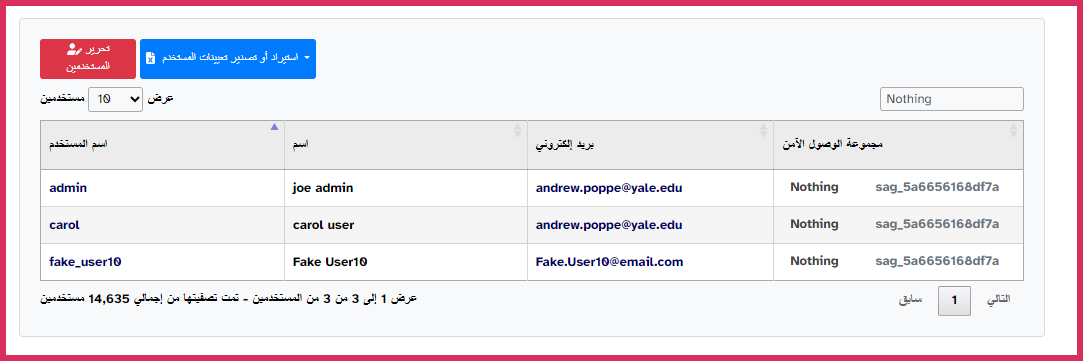 تحرير
المستخدمين
استيراد أو تصدير تعيينات المستخدم
عرض 10 مستخدمين
Nothing
اسم المستخدم اسم بريد إلكتروني مجموعة الوصول الآمن
admin joe admin andrew.poppe@yale.edu Nothing sag_5a6656168df7a
carol carol user andrew.poppe@yale.edu Nothing sag_5a6656168df7a
fake_user10 Fake User10 Fake.User10@email.com Nothing sag_5a6656168df7a
عرض 1 إلى 3 من 3 من المستخدمين - تمت تصفيتها من إجمالي 14,635 مستخدمين
سابق 1 التالي